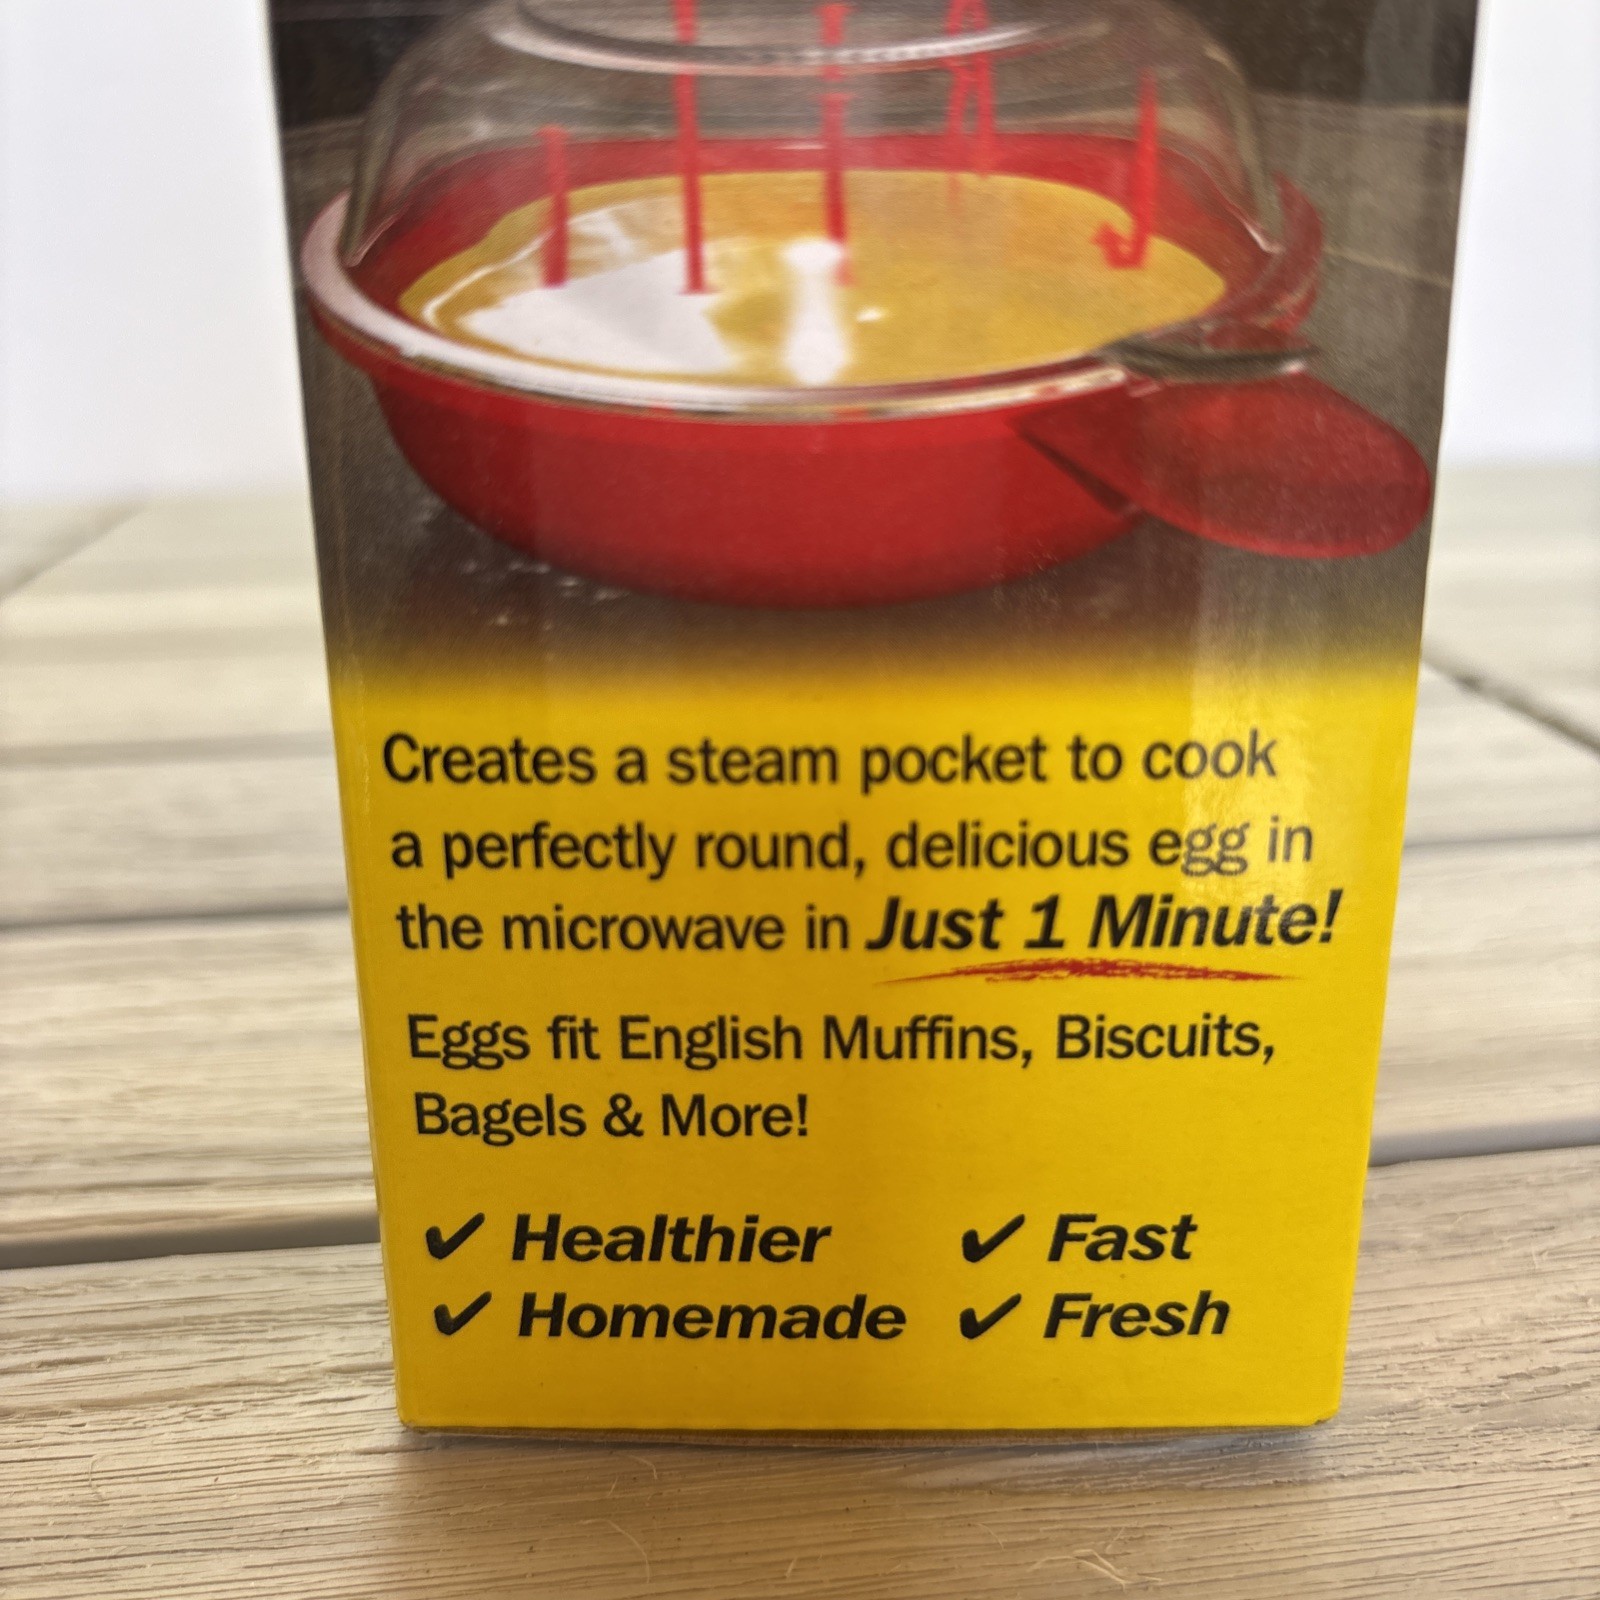 Creates a steam pocket to cook
a perfectly round, delicious egg in
the microwave in Just 1 Minute!
Eggs fit English Muffins, Biscuits,
Bagels & More!
✔ Healthier ✔ Fast
✔ Homemade ✔ Fresh